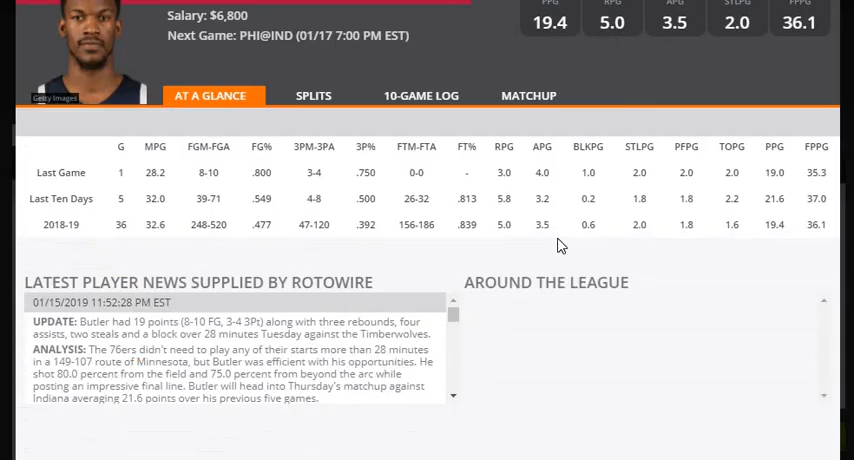 PPG RPG APG STLPG FPPG
Salary: $6,800
19.4 5.0 3.5 2.0 36.1
Next Game: PHI@IND (01/17 7:00 PM EST)
Getty Images
AT A GLANCE SPLITS 10-GAME LOG MATCHUP
G MPG FGM-FGA FG% 3PM-3PA 3P% FTM-FTA FT% RPG APG BLKPG STLPG PFPG TOPG PPG FPPG
Last Game 1 28.2 8-10 .800 3-4 .750 0-0 - 3.0 4.0 1.0 2.0 2.0 2.0 19.0 35.3
Last Ten Days 5 32.0 39-71 .549 4-8 .500 26-32 .813 5.8 3.2 0.2 1.8 1.8 2.2 21.6 37.0
2018-19 36 32.6 248-520 .477 47-120 .392 156-186 .839 5.0 3.5 0.6 2.0 1.8 1.6 19.4 36.1
LATEST PLAYER NEWS SUPPLIED BY ROTOWIRE
01/15/2019 11:52:28 PM EST
UPDATE: Butler had 19 points (8-10 FG, 3-4 3Pt) along with three rebounds, four
assists, two steals and a block over 28 minutes Tuesday against the Timberwolves.
ANALYSIS: The 76ers didn't need to play any of their starts more than 28 minutes
in a 149-107 route of Minnesota, but Butler was efficient with his opportunities. He
shot 80.0 percent from the field and 75.0 percent from beyond the arc while
posting an impressive final line. Butler will head into Thursday's matchup against
Indiana averaging 21.6 points over his previous five games.
AROUND THE LEAGUE